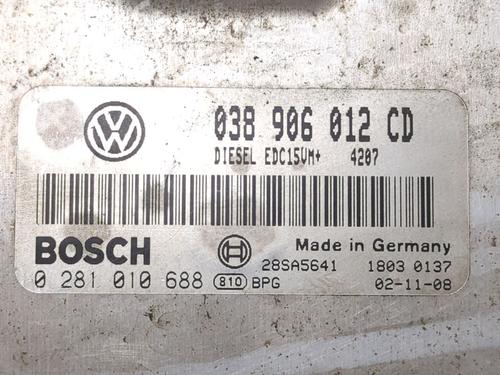 038 906 012 CD
DIESEL EDC15VM+ 4207
BOSCH
Made in Germany
28SA5641 1803 0137
0 281 010 688 810 BPG 02-11-08